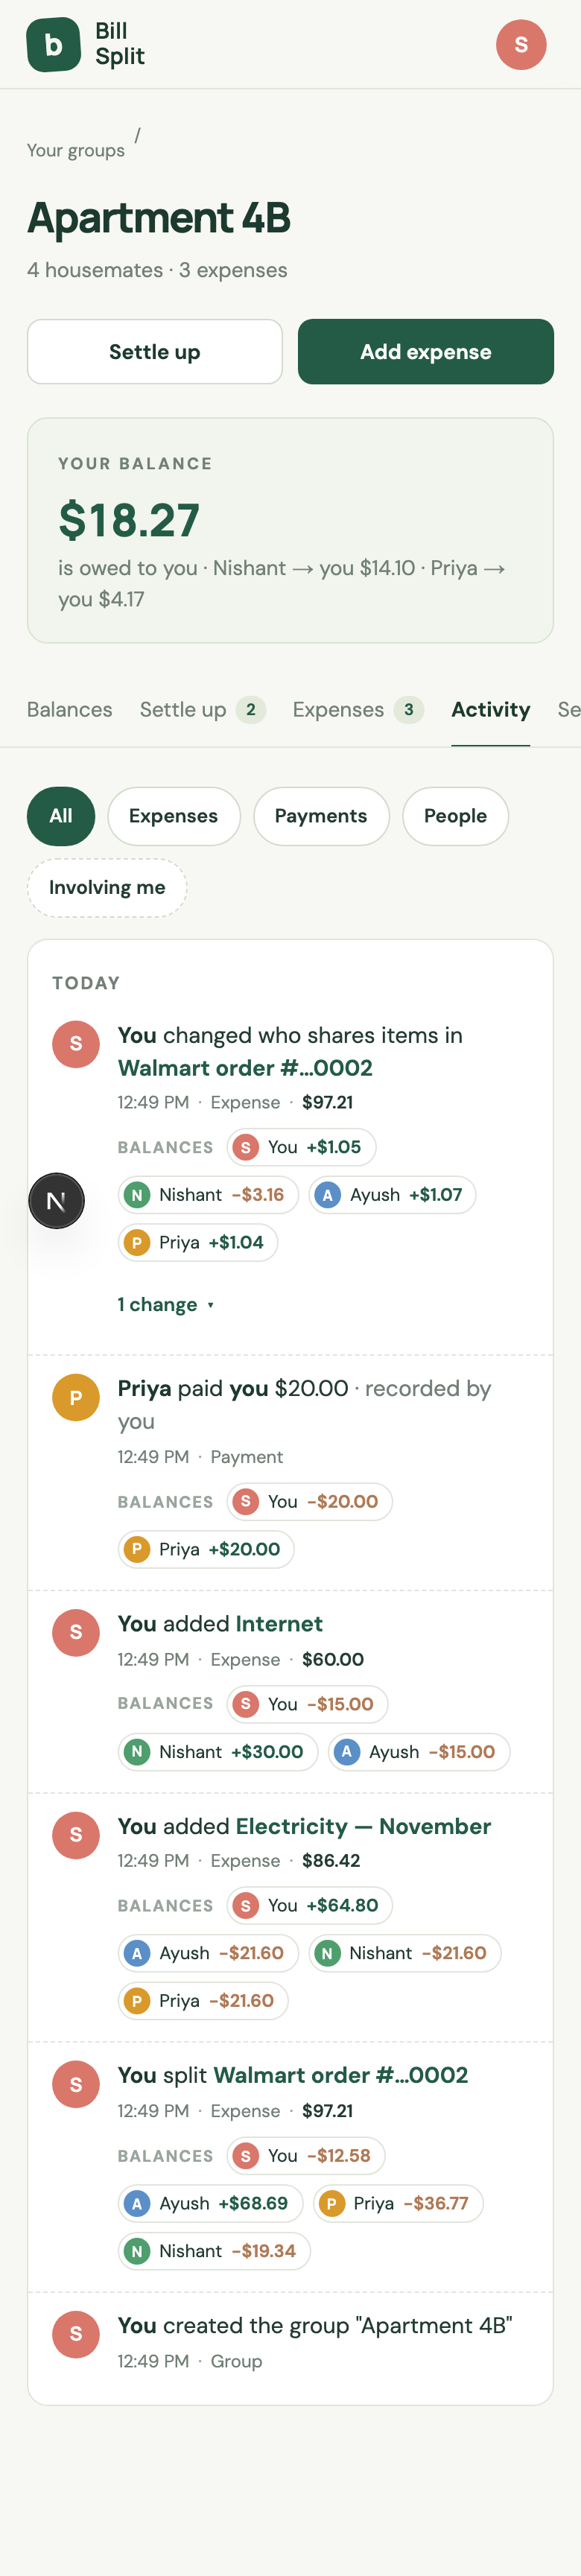 b
Bill
Split
S
Your groups /
Apartment 4B
4 housemates · 3 expenses
Settle up
Add expense
YOUR BALANCE
$18.27
is owed to you · Nishant → you $14.10 · Priya →
you $4.17
Balances Settle up 2 Expenses 3 Activity Se
All Expenses Payments People
Involving me
TODAY
S
You changed who shares items in
Walmart order #…0002
12:49 PM · Expense · $97.21
BALANCES S You +$1.05
N
N Nishant −$3.16 A Ayush +$1.07
P Priya +$1.04
1 change ▾
P
Priya paid you $20.00 · recorded by
you
12:49 PM · Payment
BALANCES S You −$20.00
P Priya +$20.00
S
You added Internet
12:49 PM · Expense · $60.00
BALANCES S You −$15.00
N Nishant +$30.00 A Ayush −$15.00
S
You added Electricity — November
12:49 PM · Expense · $86.42
BALANCES S You +$64.80
A Ayush −$21.60 N Nishant −$21.60
P Priya −$21.60
S
You split Walmart order #…0002
12:49 PM · Expense · $97.21
BALANCES S You −$12.58
A Ayush +$68.69 P Priya −$36.77
N Nishant −$19.34
S
You created the group "Apartment 4B"
12:49 PM · Group